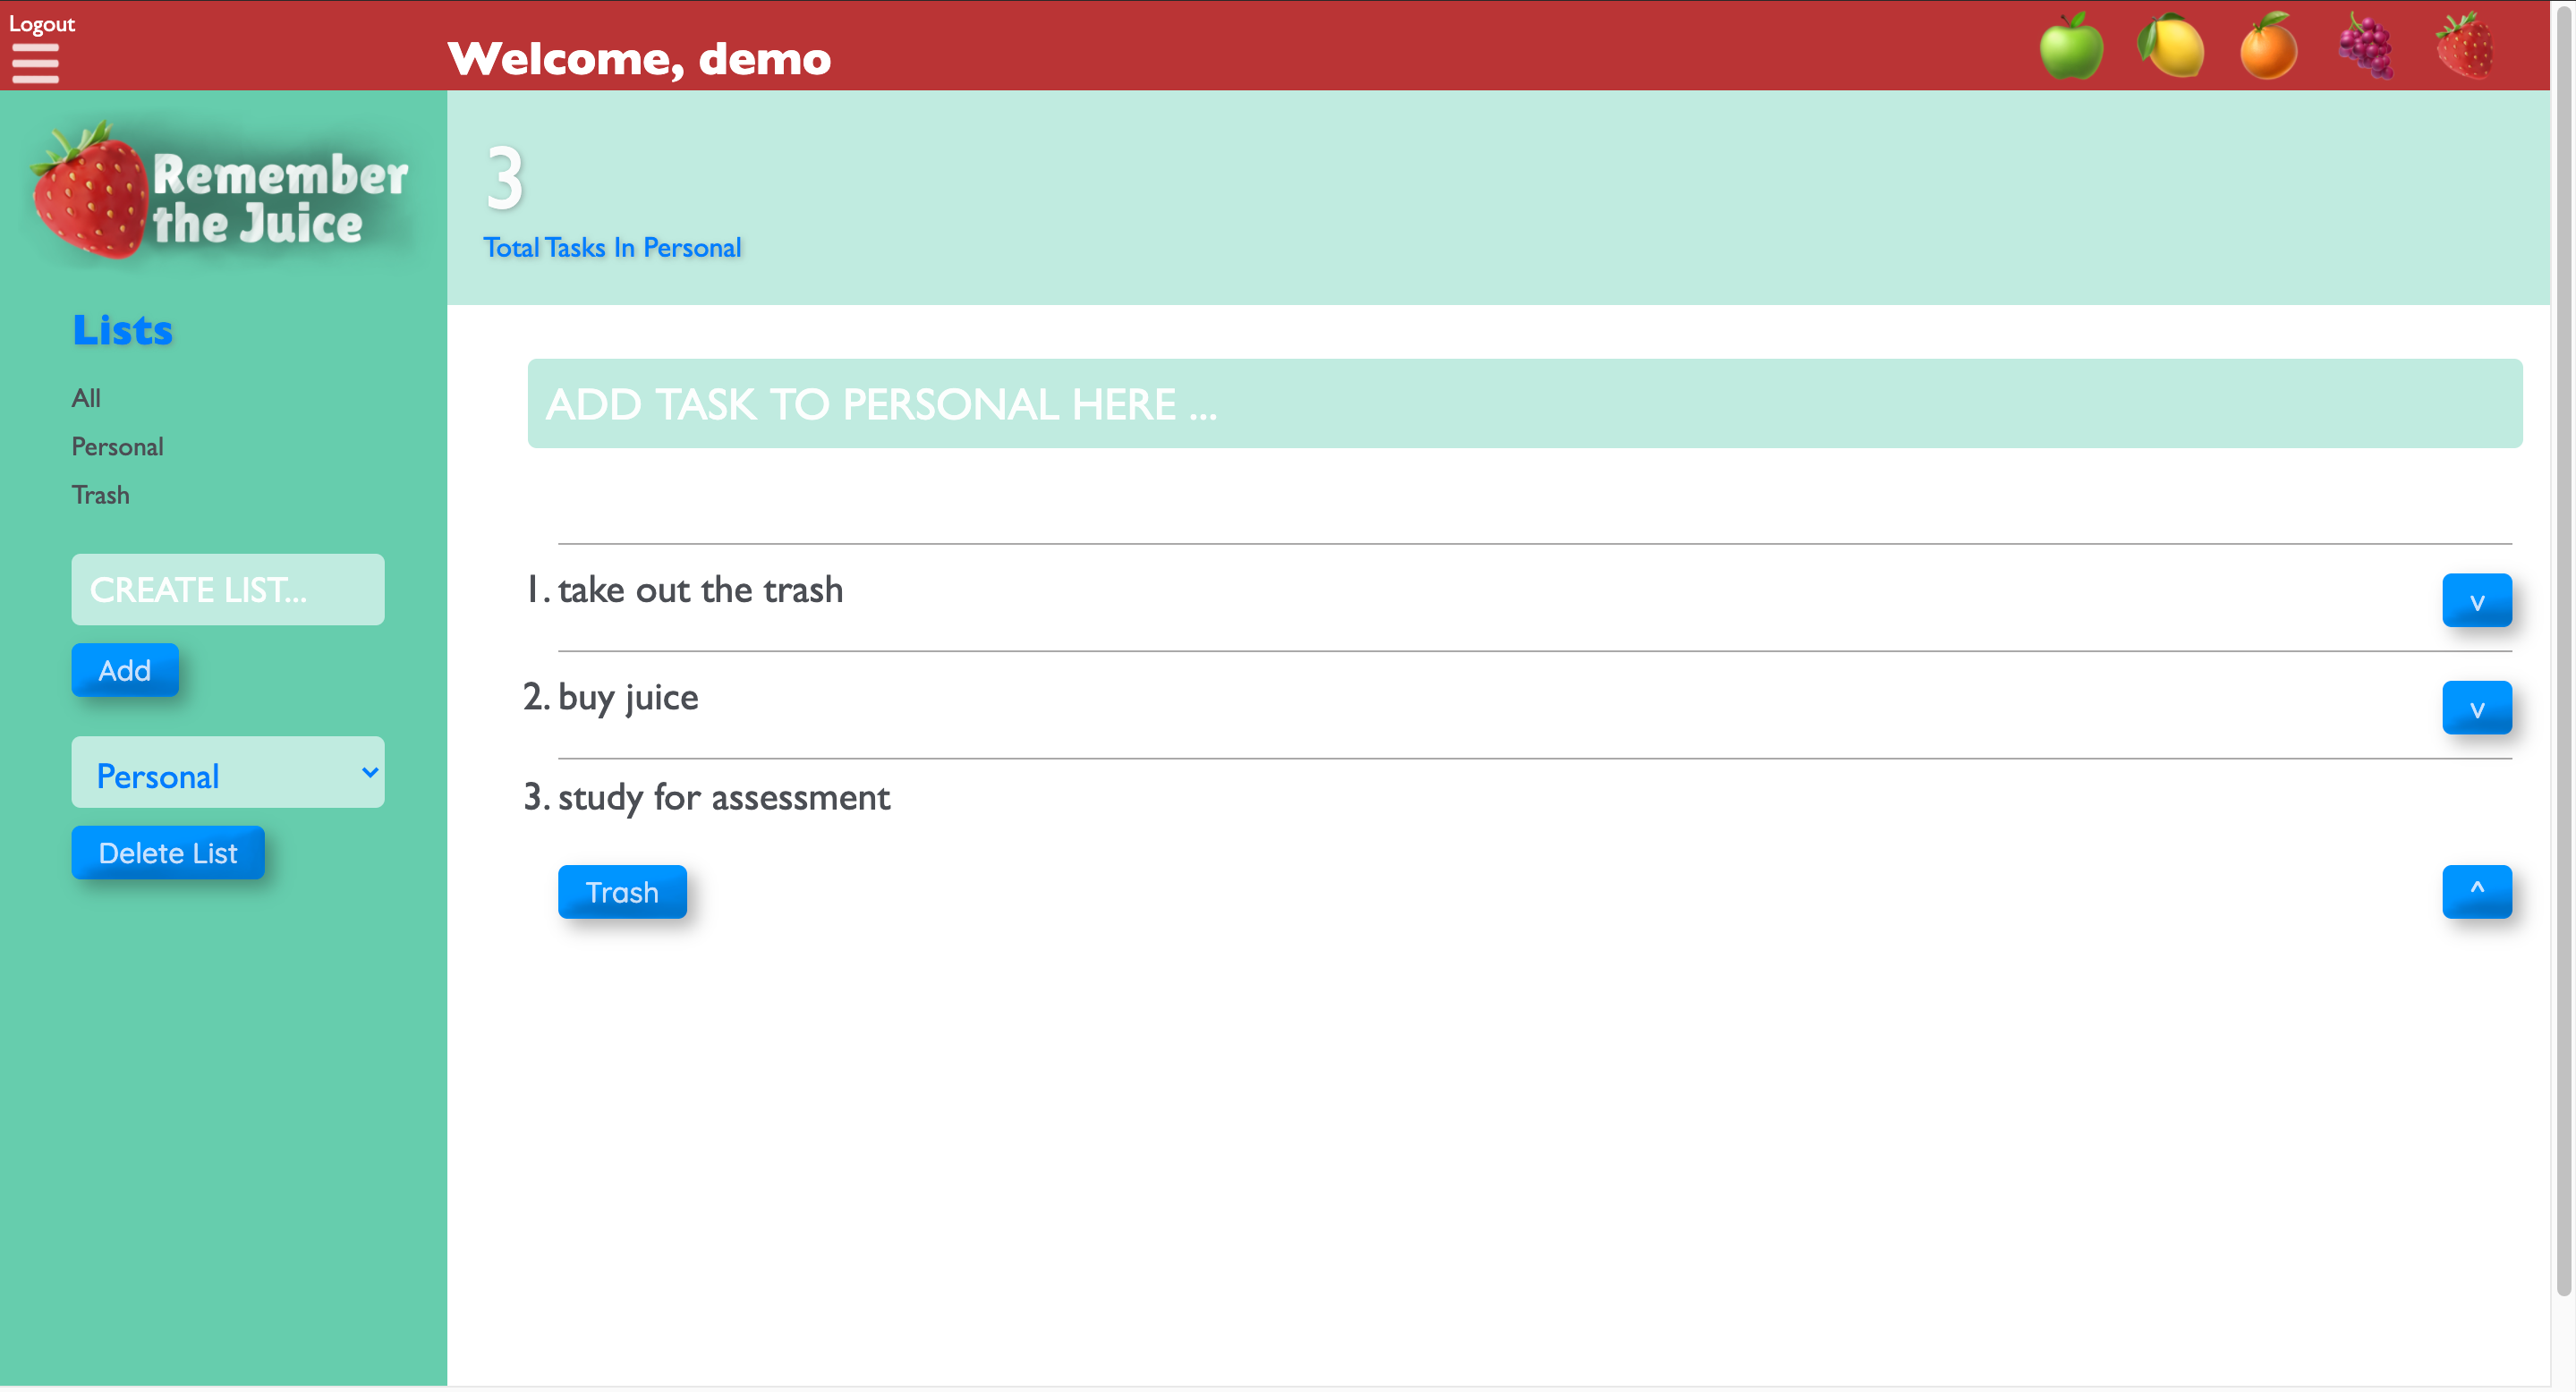 Logout
Welcome, demo
Remember
the Juice
Lists
All
Personal
Trash
CREATE LIST...
Add
Personal
Delete List
3
Total Tasks In Personal
ADD TASK TO PERSONAL HERE ...
1. take out the trash
v
2. buy juice
v
3. study for assessment
Trash
^